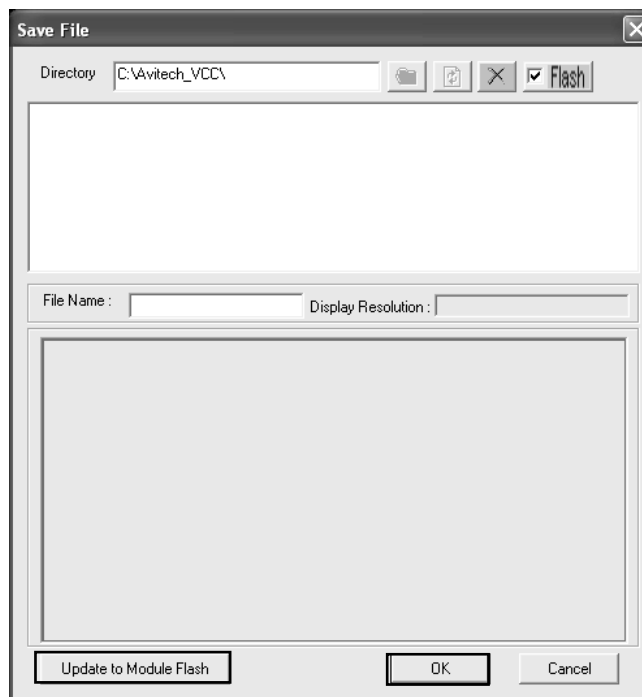 Save File
Directory C:\Avitech_VCC\ Flash
File Name : Display Resolution :
Update to Module Flash OK Cancel